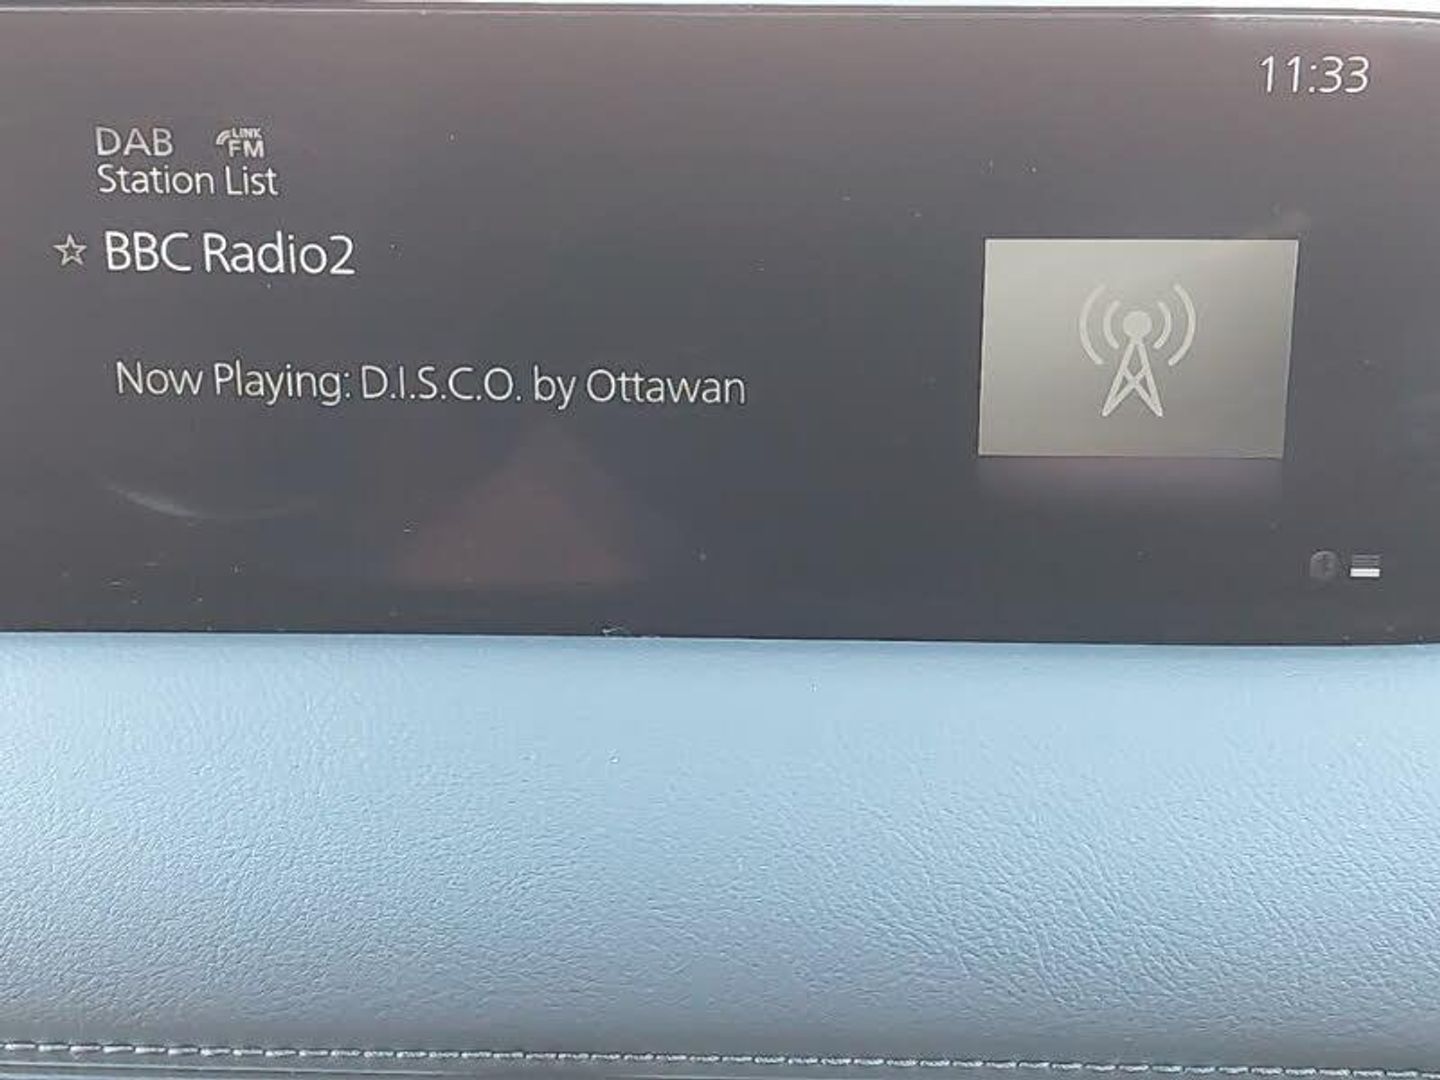 11:33
DAB LINK FM
Station List
BBC Radio2
Now Playing: D.I.S.C.O. by Ottawan